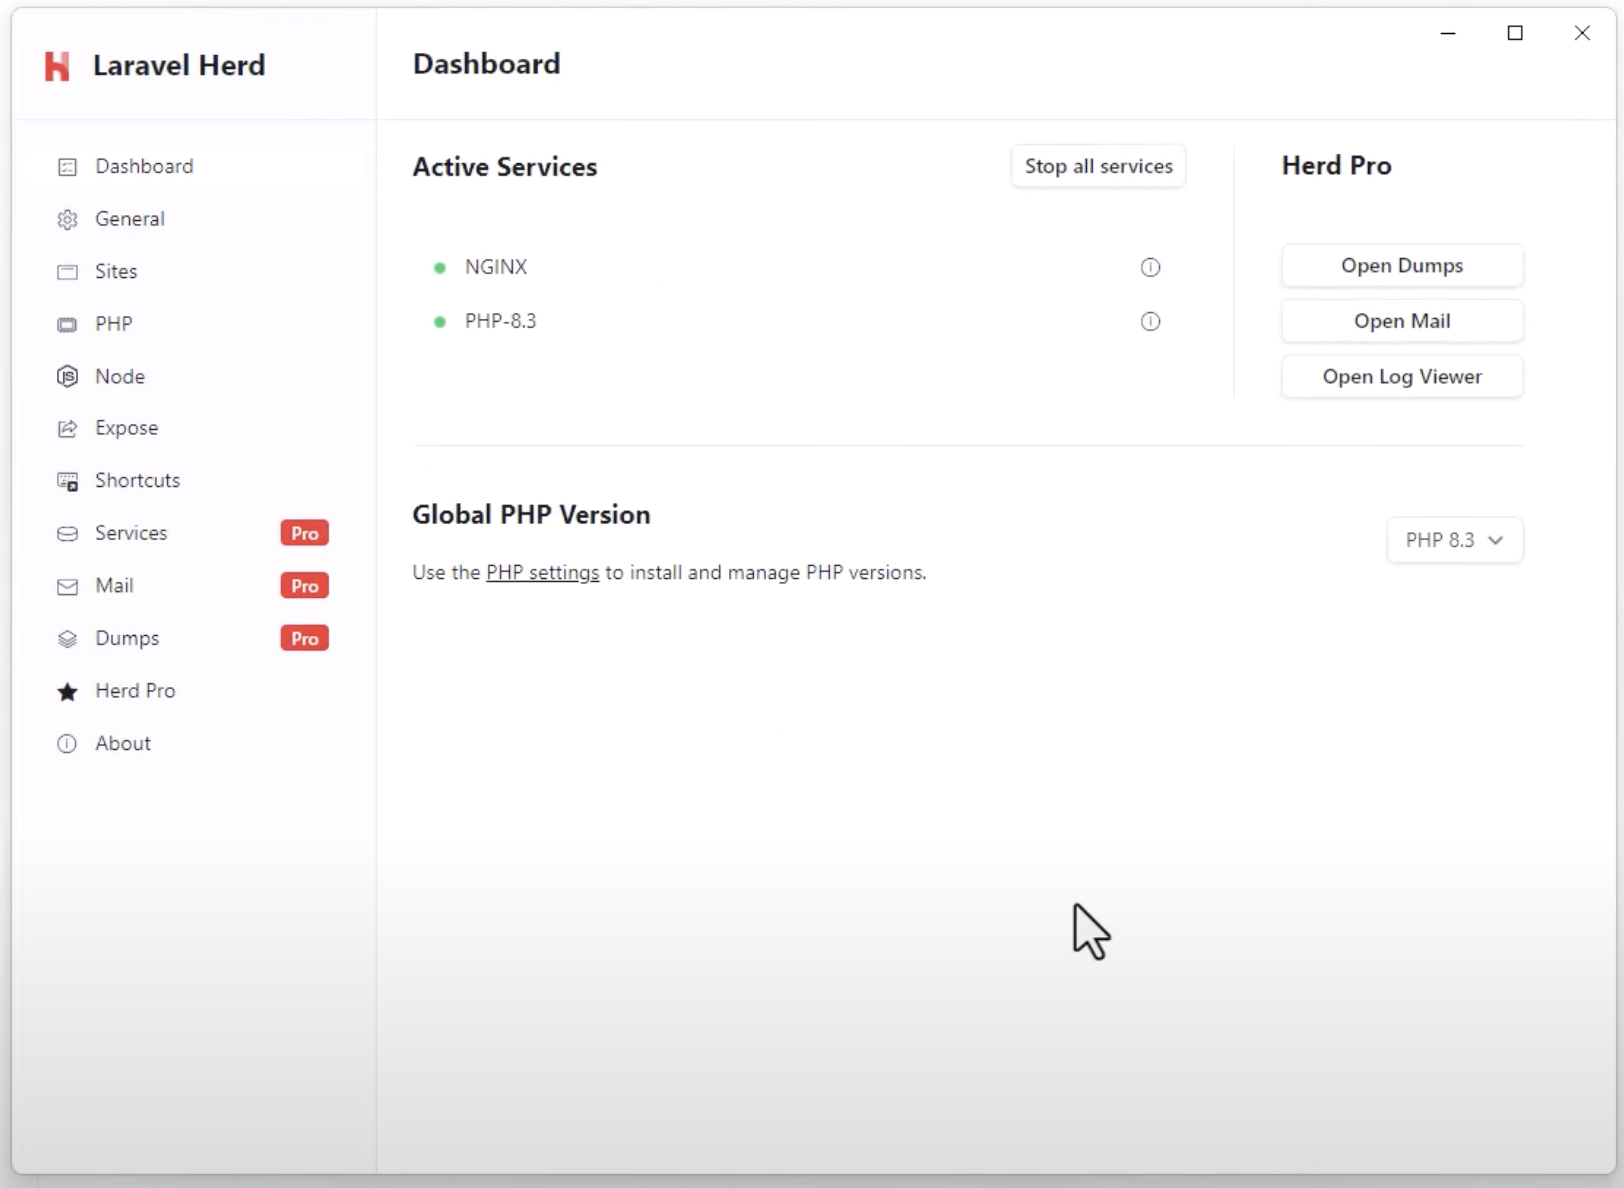 Laravel Herd
Dashboard
General
Sites
PHP
Node
Expose
Shortcuts
Services Pro
Mail Pro
Dumps Pro
Herd Pro
About
Dashboard
Active Services
Stop all services
NGINX
PHP-8.3
Herd Pro
Open Dumps
Open Mail
Open Log Viewer
Global PHP Version
Use the PHP settings to install and manage PHP versions.
PHP 8.3